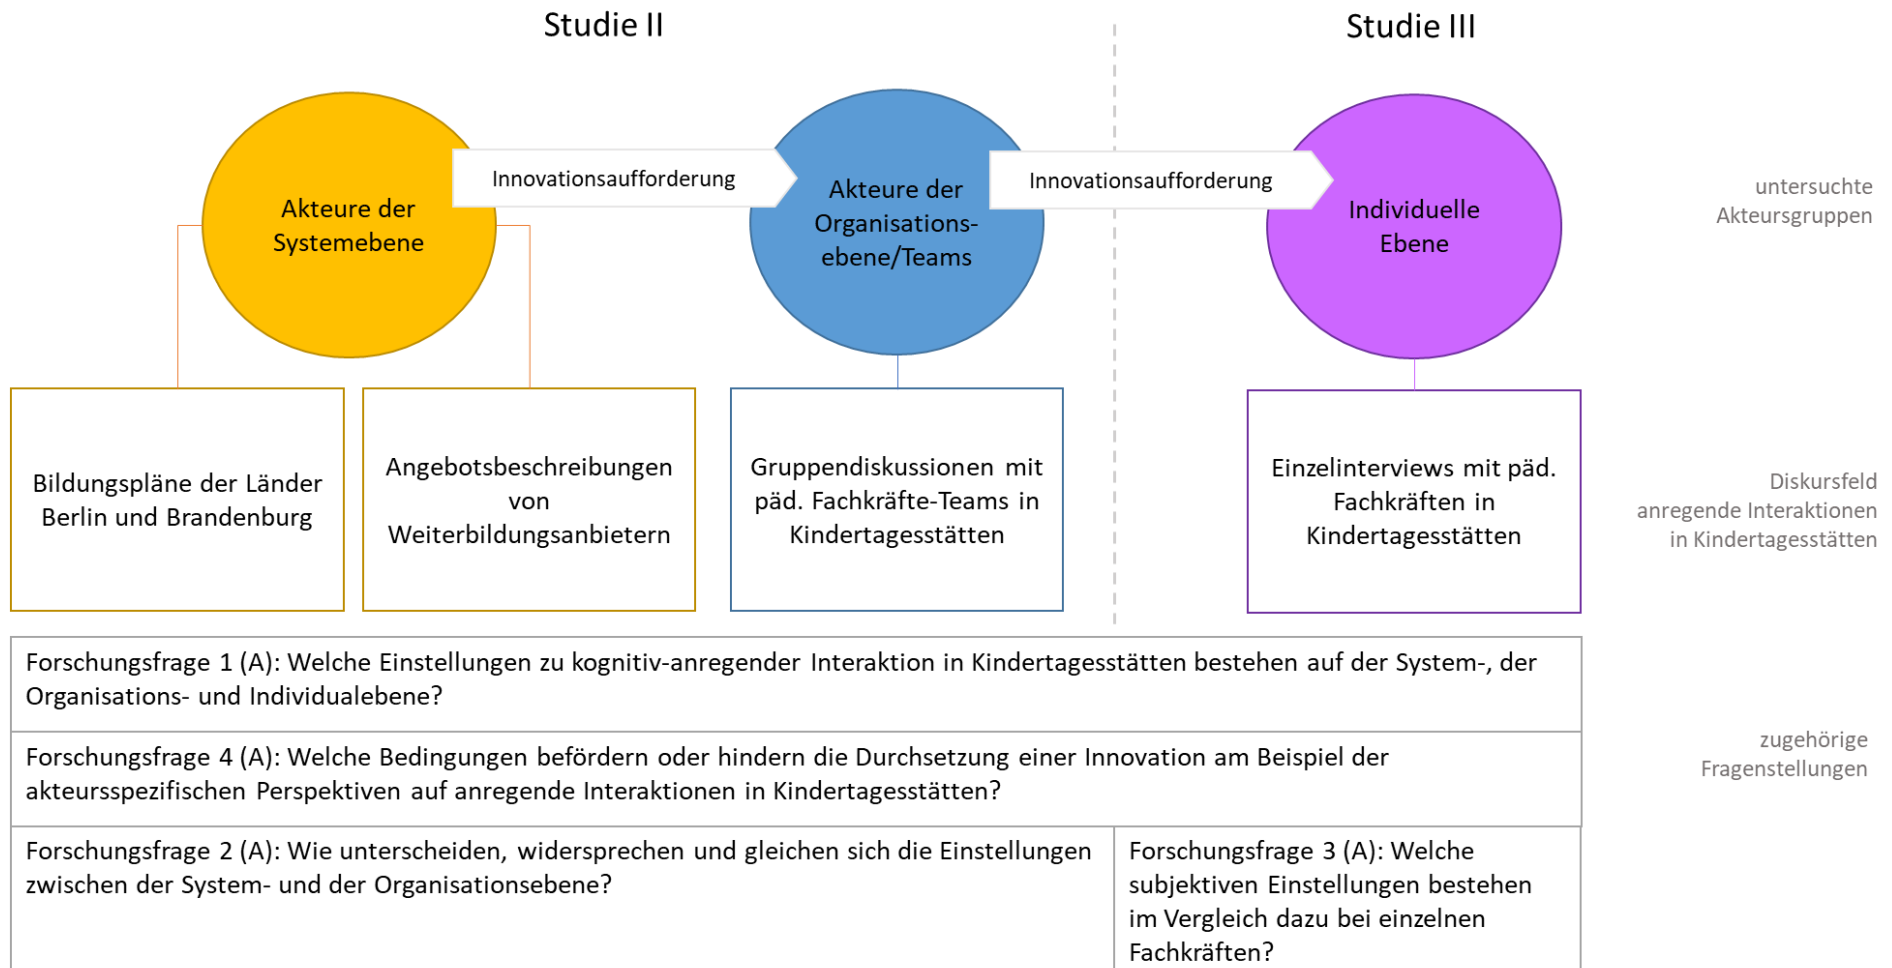 Studie II
Studie III
Akteure der
Systemebene
Innovationsaufforderung
Akteure der
Organisations-
ebene/Teams
Innovationsaufforderung
Individuelle
Ebene
untersuchte
Akteursgruppen
Bildungspläne der Länder
Berlin und Brandenburg
Angebotsbeschreibungen
von
Weiterbildungsanbietern
Gruppendiskussionen mit
päd. Fachkräfte-Teams in
Kindertagesstätten
Einzelinterviews mit päd.
Fachkräften in
Kindertagesstätten
Diskursfeld
anregende Interaktionen
in Kindertagesstätten
Forschungsfrage 1 (A): Welche Einstellungen zu kognitiv-anregender Interaktion in Kindertagesstätten bestehen auf der System-, der
Organisations- und Individualebene?
Forschungsfrage 4 (A): Welche Bedingungen befördern oder hindern die Durchsetzung einer Innovation am Beispiel der
akteursspezifischen Perspektiven auf anregende Interaktionen in Kindertagesstätten?
zugehörige
Fragenstellungen
Forschungsfrage 2 (A): Wie unterscheiden, widersprechen und gleichen sich die Einstellungen
zwischen der System- und der Organisationsebene?
Forschungsfrage 3 (A): Welche
subjektiven Einstellungen bestehen
im Vergleich dazu bei einzelnen
Fachkräften?